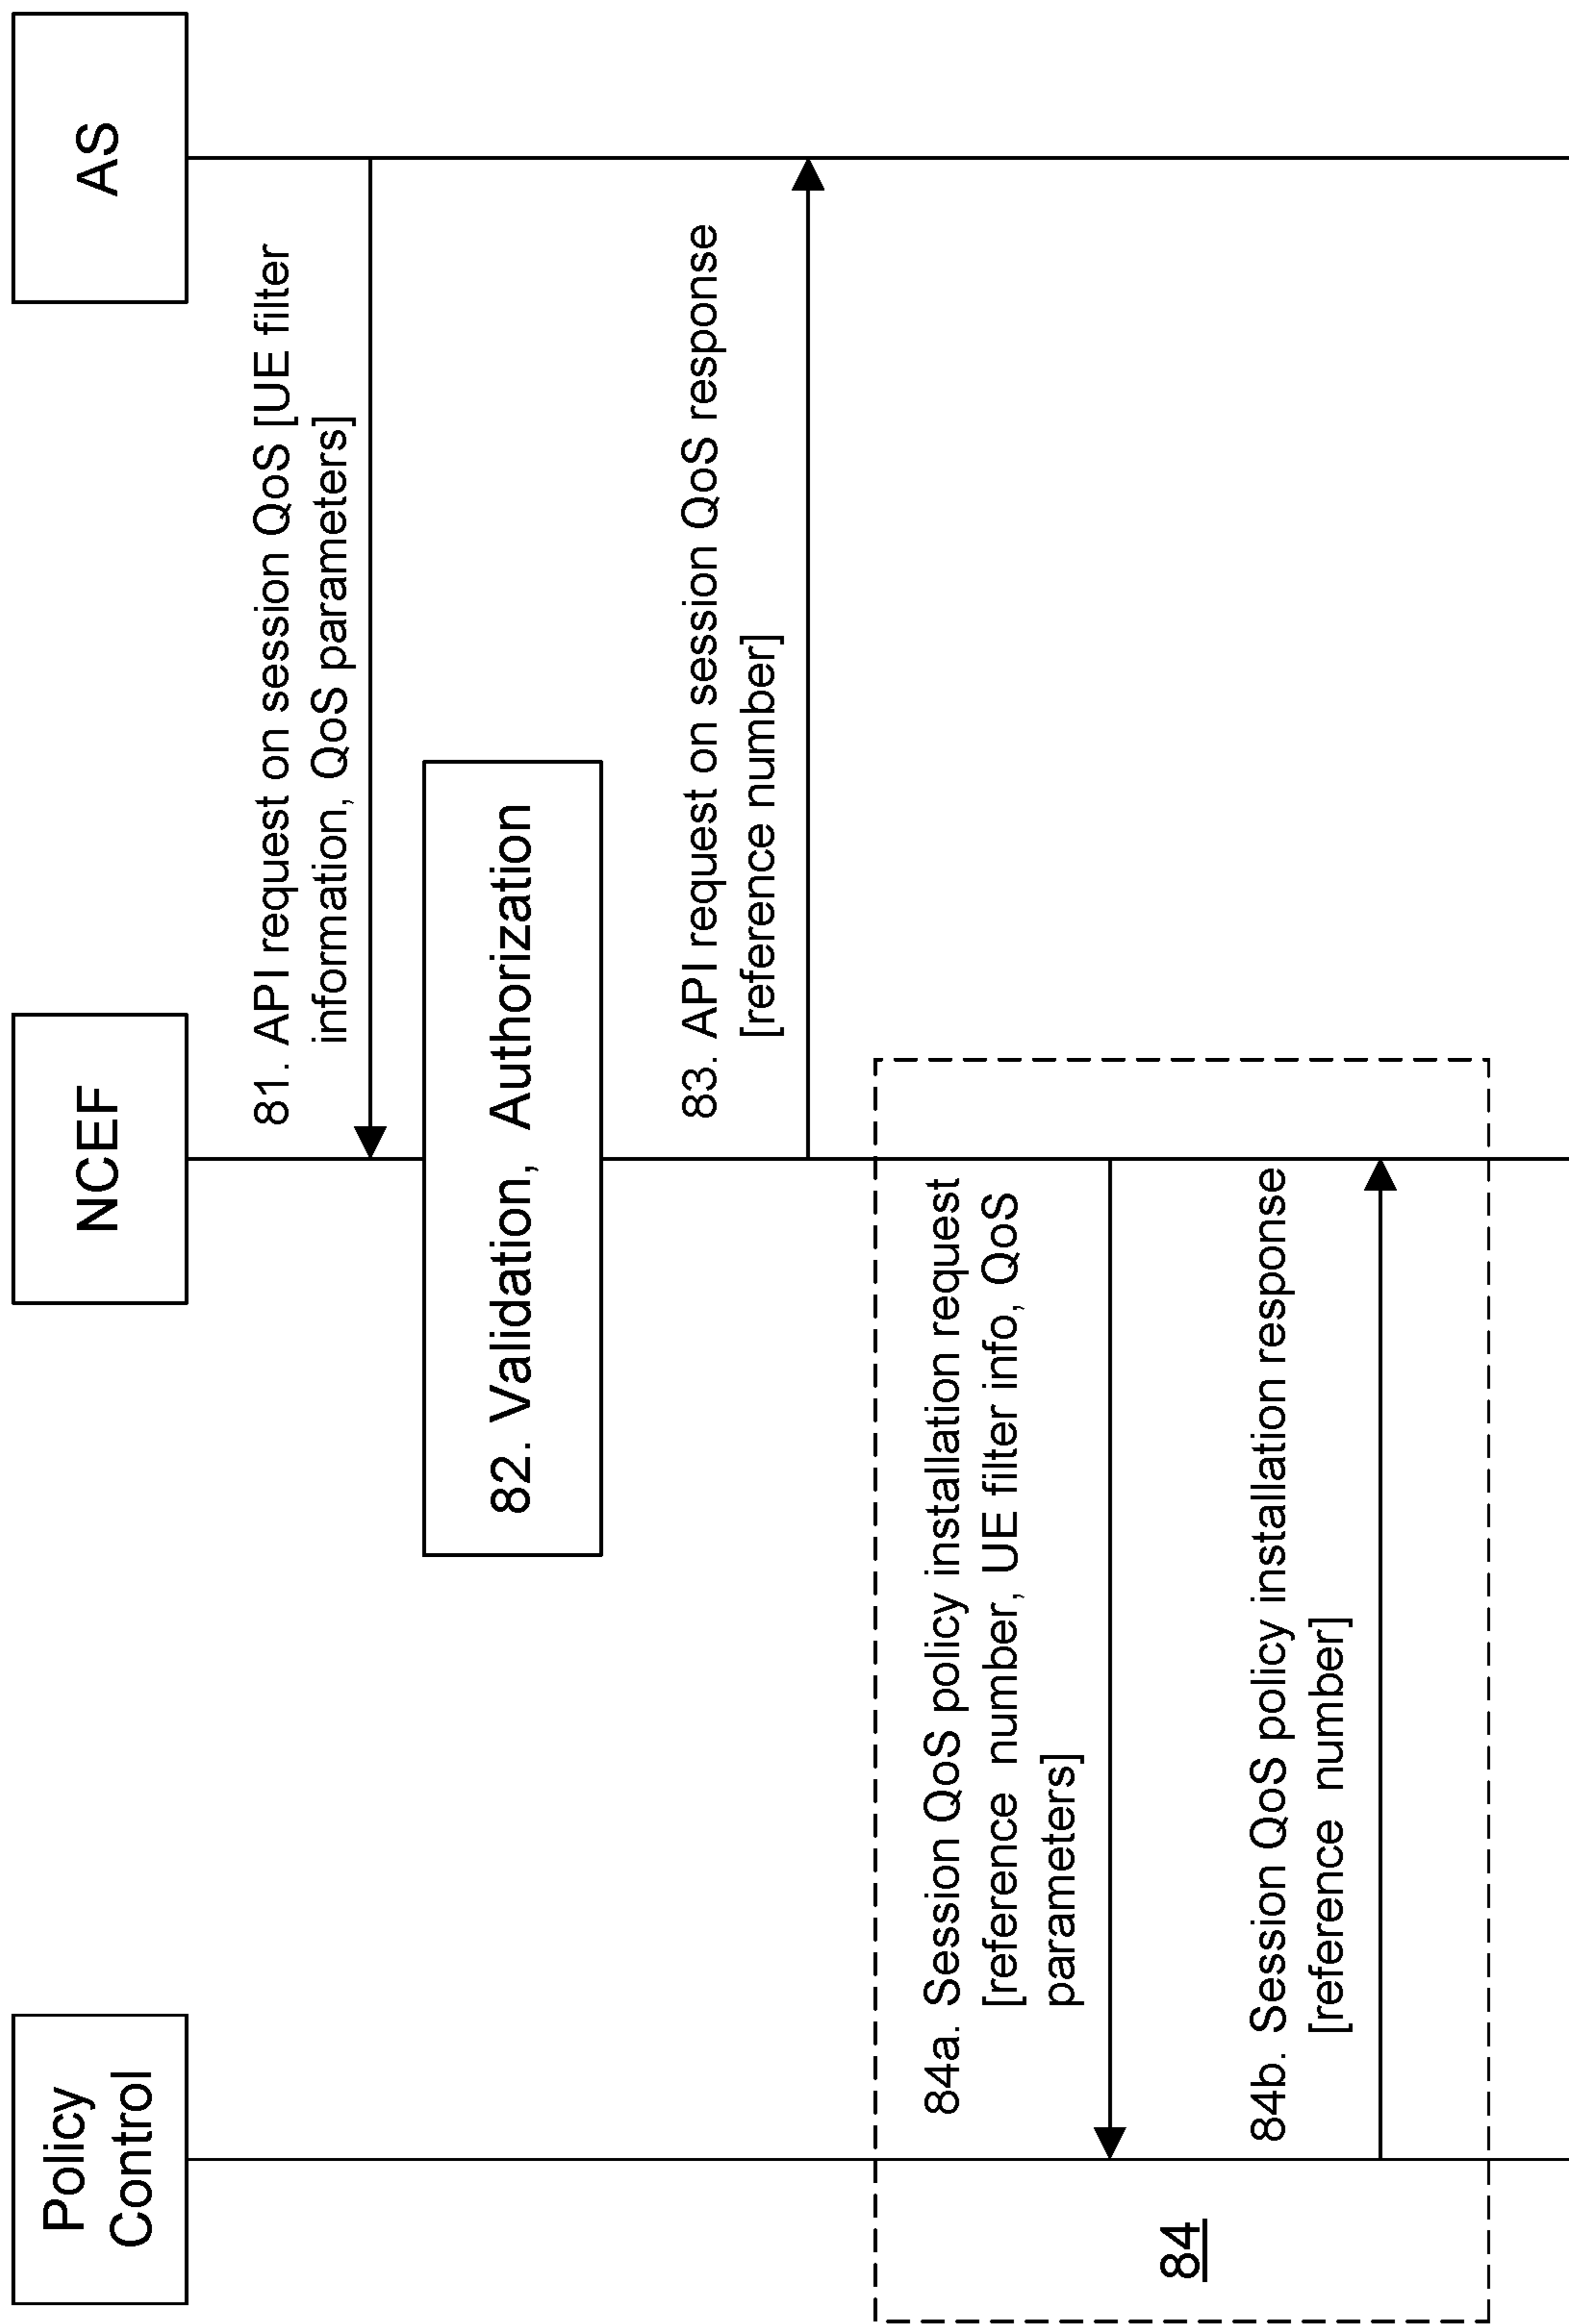 Policy
Control
NCEF
AS
81. API request on session QoS [UE filter
information, QoS parameters]
82. Validation, Authorization
83. API request on session QoS response
[reference number]
84a. Session QoS policy installation request
[reference number, UE filter info, QoS
parameters]
84b. Session QoS policy installation response
[reference number]
84